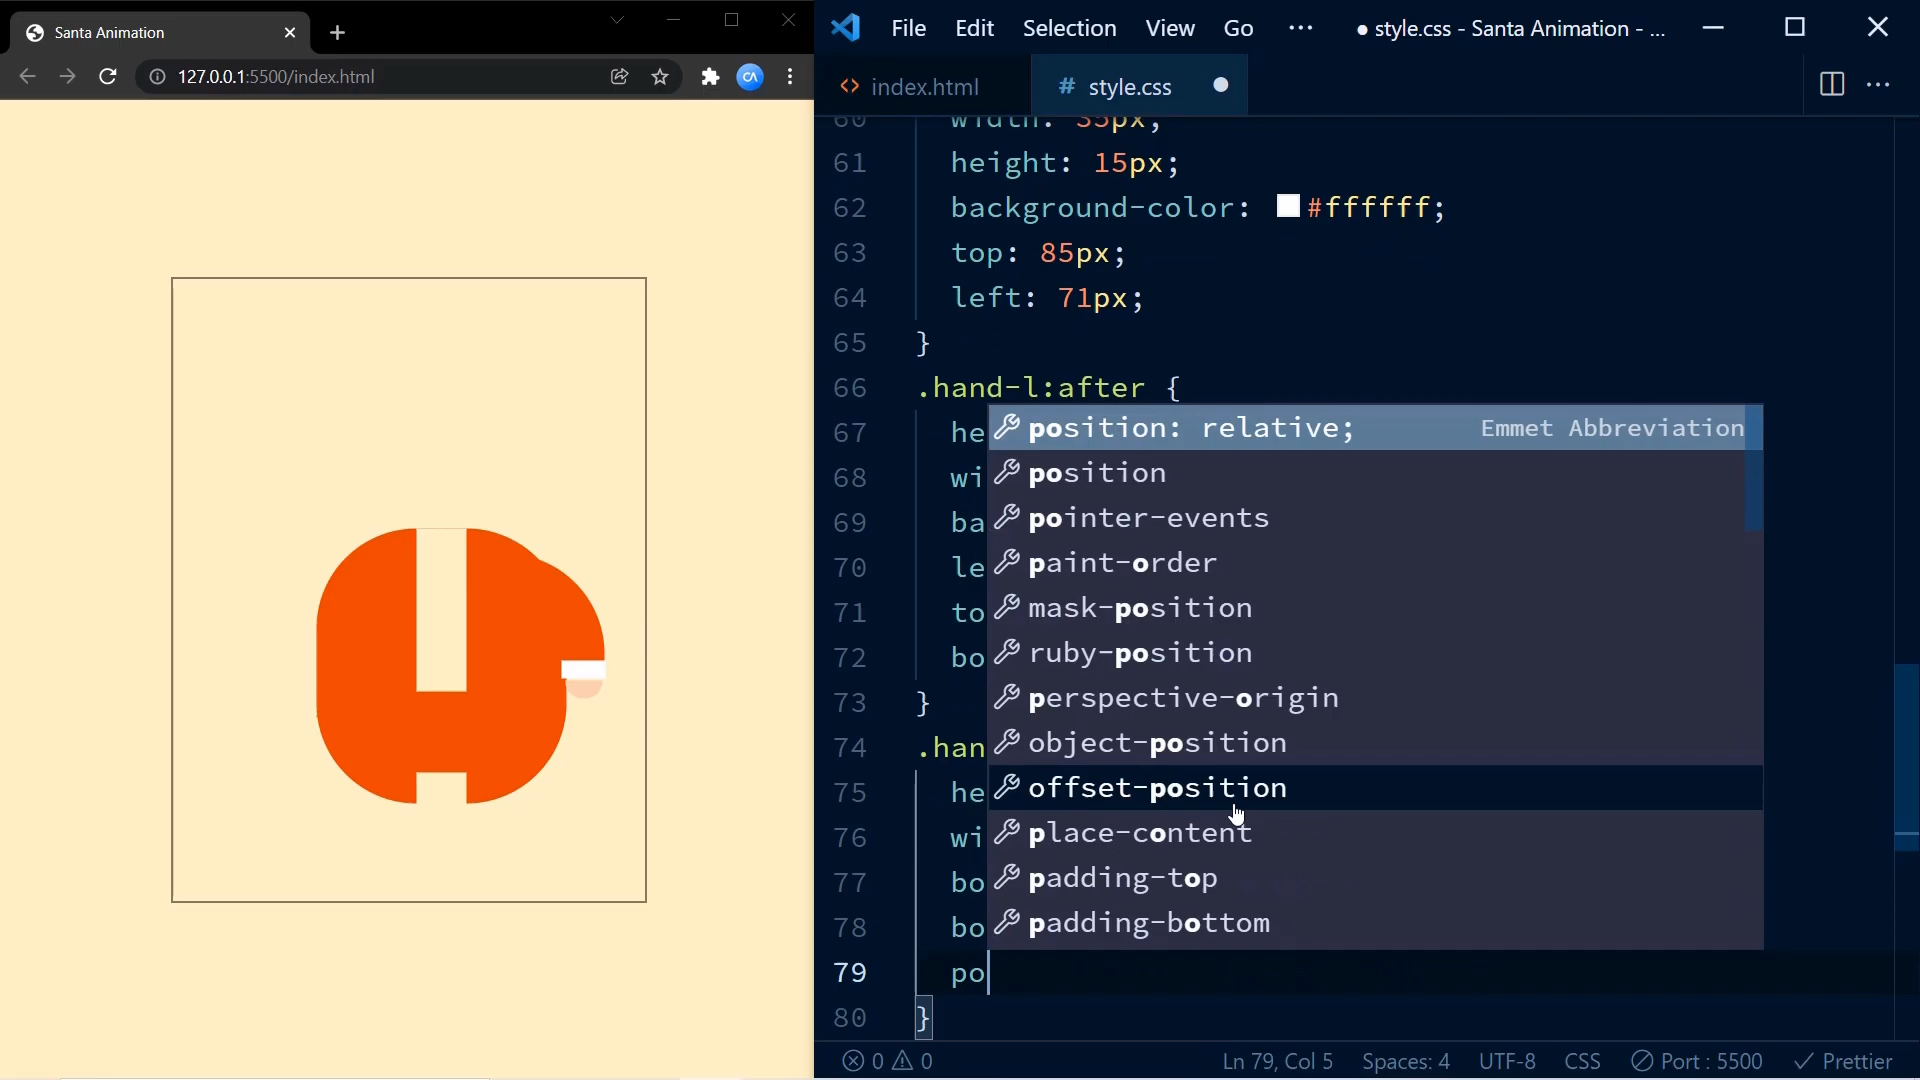 Santa Animation
127.0.0.1:5500/index.html
CA
File Edit Selection View Go ··· ● style.css - Santa Animation - ...
<> index.html
# style.css ●
60 width: 35px;
61 height: 15px;
62 background-color: #ffffff;
63 top: 85px;
64 left: 71px;
65 }
66 .hand-l:after {
67 he
68 wi
69 ba
70 le
71 to
72 bo
73 }
74 .han
75 he
76 wi
77 bo
78 bo
79 po
80 }
position: relative; Emmet Abbreviation
position
pointer-events
paint-order
mask-position
ruby-position
perspective-origin
object-position
offset-position
place-content
padding-top
padding-bottom
0 0 Ln 79, Col 5 Spaces: 4 UTF-8 CSS Port : 5500 Prettier